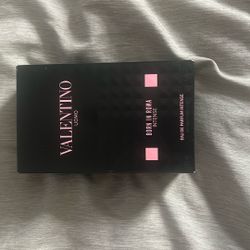 VALENTINO
UOMO
BORN IN ROMA
INTENSE
EAU DE PARFUM INTENSE